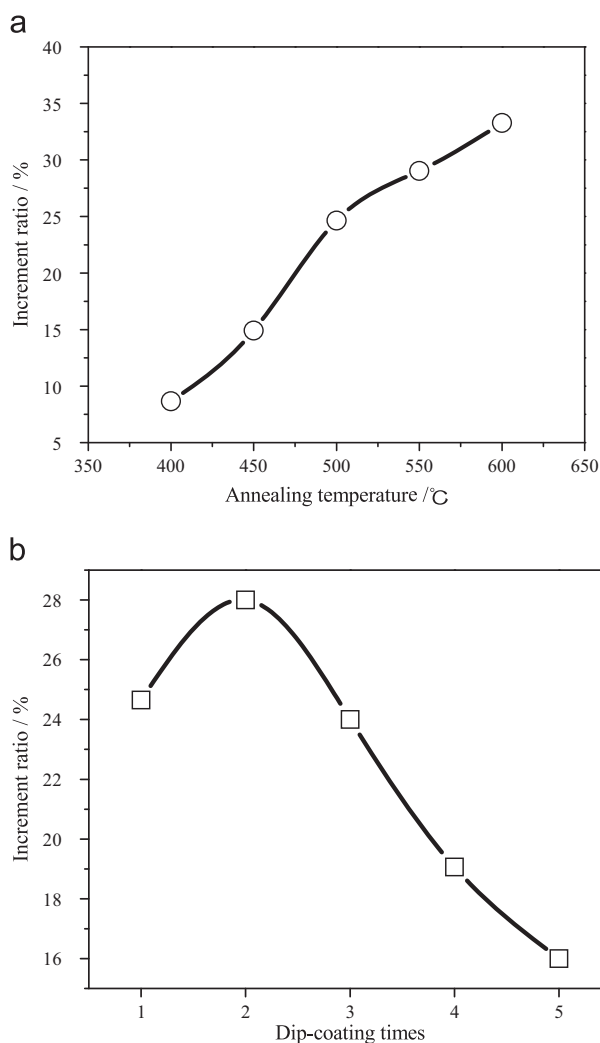 a
40
35
30
25
20
15
10
5
Increment ratio / %
350 400 450 500 550 600 650
Annealing temperature /℃
b
28
26
24
22
20
18
16
Increment ratio / %
1 2 3 4 5
Dip-coating times